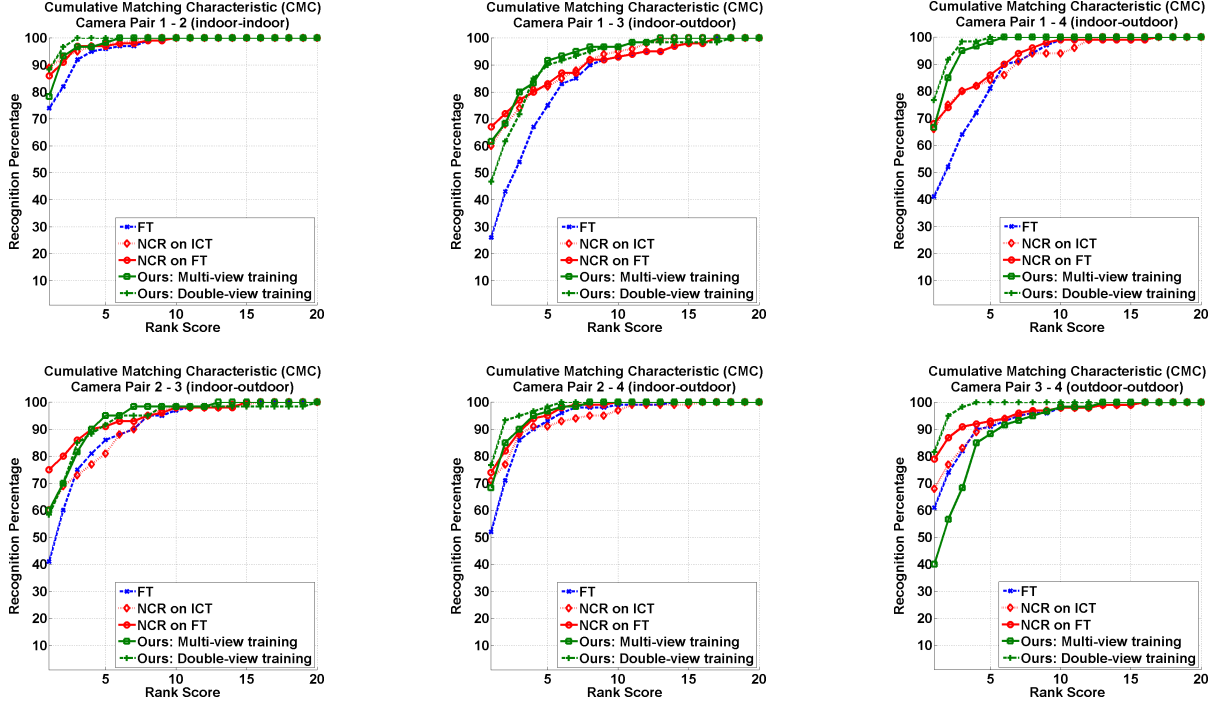 Cumulative Matching Characteristic (CMC)
Camera Pair 1 - 2 (indoor-indoor)
100
90
80
70
60
50
40
30
20
10
Recognition Percentage
5
10
15
20
Rank Score
FT
NCR on ICT
NCR on FT
Ours: Multi-view training
Ours: Double-view training
Cumulative Matching Characteristic (CMC)
Camera Pair 1 - 3 (indoor-outdoor)
100
90
80
70
60
50
40
30
20
10
Recognition Percentage
5
10
15
20
Rank Score
FT
NCR on ICT
NCR on FT
Ours: Multi-view training
Ours: Double-view training
Cumulative Matching Characteristic (CMC)
Camera Pair 1 - 4 (indoor-outdoor)
100
90
80
70
60
50
40
30
20
10
Recognition Percentage
5
10
15
20
Rank Score
FT
NCR on ICT
NCR on FT
Ours: Multi-view training
Ours: Double-view training
Cumulative Matching Characteristic (CMC)
Camera Pair 2 - 3 (indoor-outdoor)
100
90
80
70
60
50
40
30
20
10
Recognition Percentage
5
10
15
20
Rank Score
FT
NCR on ICT
NCR on FT
Ours: Multi-view training
Ours: Double-view training
Cumulative Matching Characteristic (CMC)
Camera Pair 2 - 4 (indoor-outdoor)
100
90
80
70
60
50
40
30
20
10
Recognition Percentage
5
10
15
20
Rank Score
FT
NCR on ICT
NCR on FT
Ours: Multi-view training
Ours: Double-view training
Cumulative Matching Characteristic (CMC)
Camera Pair 3 - 4 (outdoor-outdoor)
100
90
80
70
60
50
40
30
20
10
Recognition Percentage
5
10
15
20
Rank Score
FT
NCR on ICT
NCR on FT
Ours: Multi-view training
Ours: Double-view training